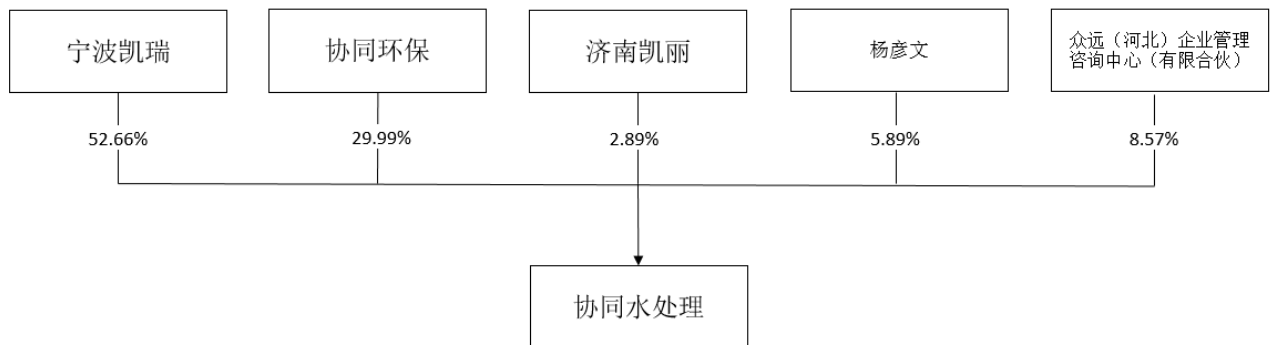 宁波凯瑞
协同环保
济南凯丽
杨彦文
众远（河北）企业管理
咨询中心（有限合伙）
52.66%
29.99%
2.89%
5.89%
8.57%
协同水处理